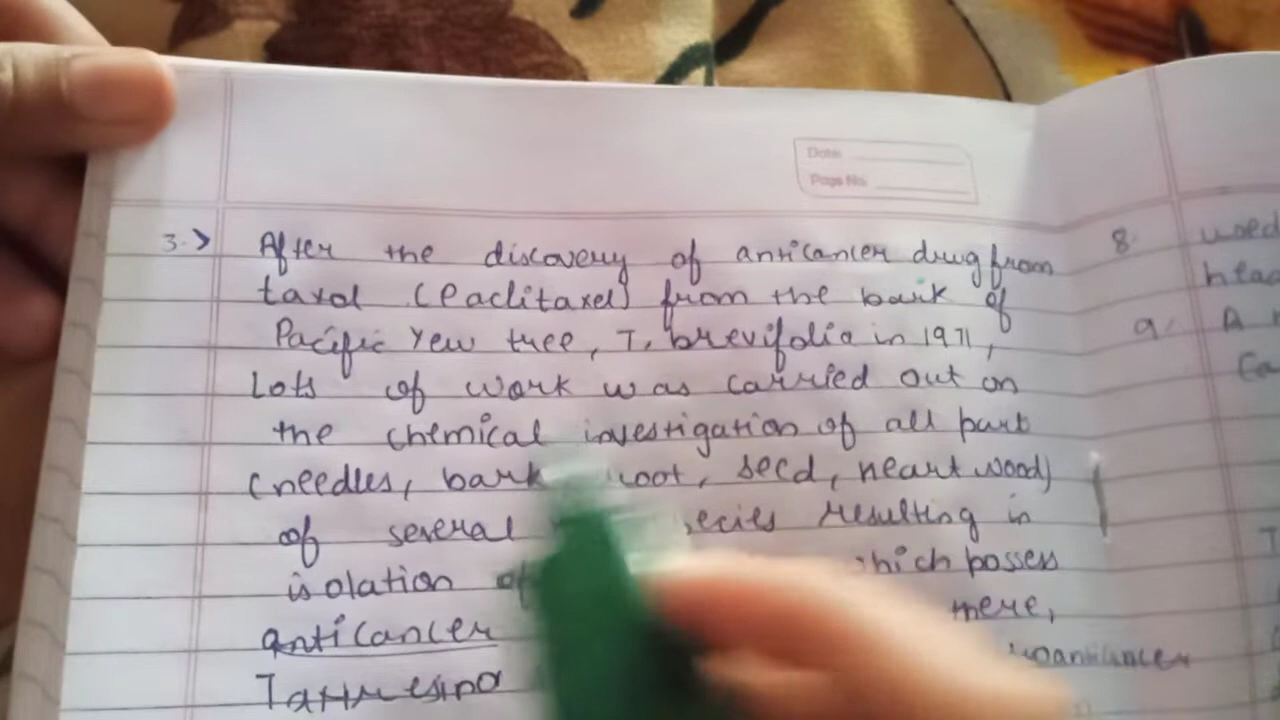 Date
Page No.
3.> After the discovery of anticancer drug from
taxol (Paclitaxel) from the bark of
Pacific Yew tree, T. brevifolia in 1971,
Lots of work was carried out on
the chemical investigation of all part
(needles, bark root, seed, heart wood)
of several resulting in
isolation of which posses
anticancer mere,
8. used
9. A